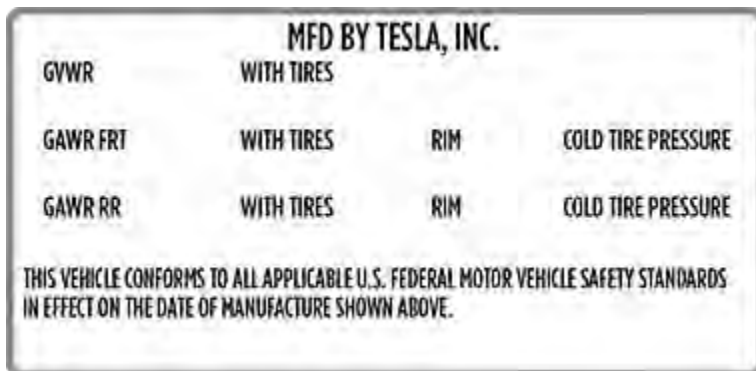 MFD BY TESLA, INC.
GVWR WITH TIRES
GAWR FRT WITH TIRES RIM COLD TIRE PRESSURE
GAWR RR WITH TIRES RIM COLD TIRE PRESSURE
THIS VEHICLE CONFORMS TO ALL APPLICABLE U.S. FEDERAL MOTOR VEHICLE SAFETY STANDARDS
IN EFFECT ON THE DATE OF MANUFACTURE SHOWN ABOVE.